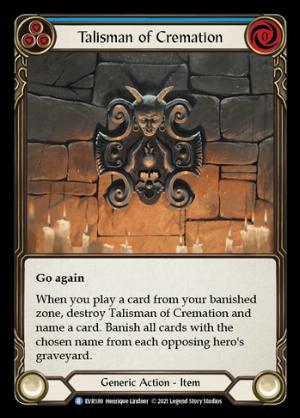 Talisman of Cremation
0
Go again
When you play a card from your banished
zone, destroy Talisman of Cremation and
name a card. Banish all cards with the
chosen name from each opposing hero's
graveyard.
Generic Action - Item
EVR189 Henrique Lindner © 2021 Legend Story Studios